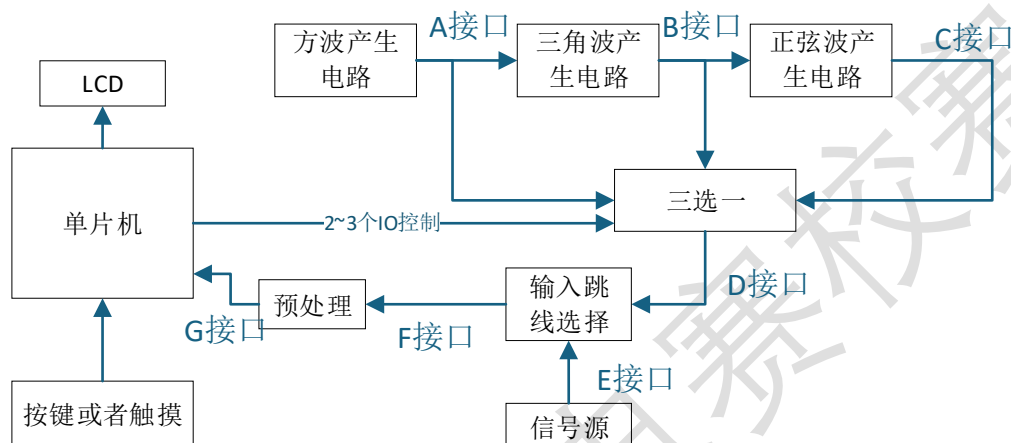 方波产生
电路
A接口
三角波产
生电路
B接口
正弦波产
生电路
C接口
LCD
单片机
2~3个IO控制
三选一
D接口
输入跳
线选择
F接口
预处理
G接口
E接口
信号源
按键或者触摸
赛校赛